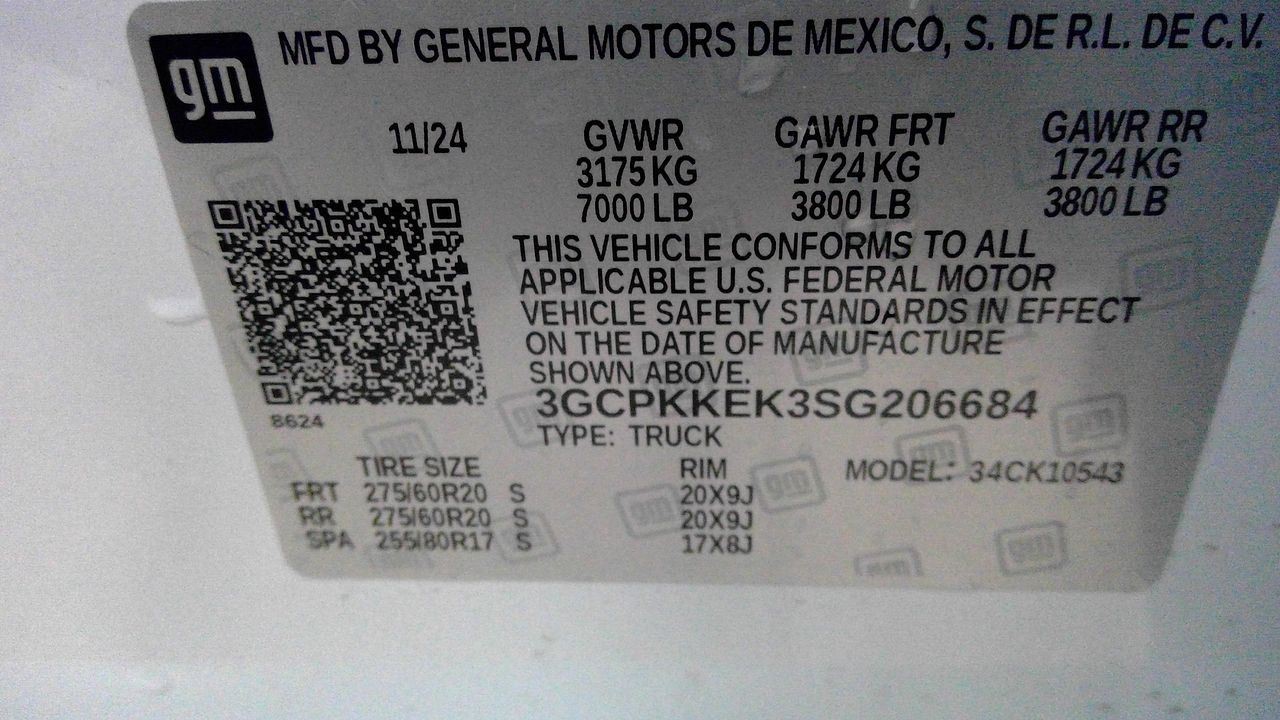 gm
MFD BY GENERAL MOTORS DE MEXICO, S. DE R.L. DE C.V.
11/24 GVWR GAWR FRT GAWR RR
3175 KG 1724 KG 1724 KG
7000 LB 3800 LB 3800 LB
THIS VEHICLE CONFORMS TO ALL
APPLICABLE U.S. FEDERAL MOTOR
VEHICLE SAFETY STANDARDS IN EFFECT
ON THE DATE OF MANUFACTURE
SHOWN ABOVE.
3GCPKKEK3SG206684
8624
TYPE: TRUCK
TIRE SIZE RIM MODEL: 34CK10543
FRT 275/60R20 S 20X9J
RR 275/60R20 S 20X9J
SPA 255/80R17 S 17X8J